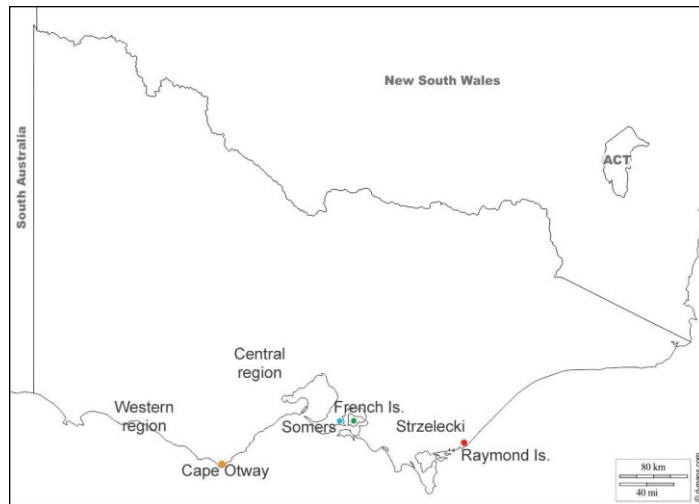 New South Wales
South Australia
ACT
Central
region
Western
region
French Is.
Somers
Strzelecki
Raymond Is.
Cape Otway
80 km
40 mi